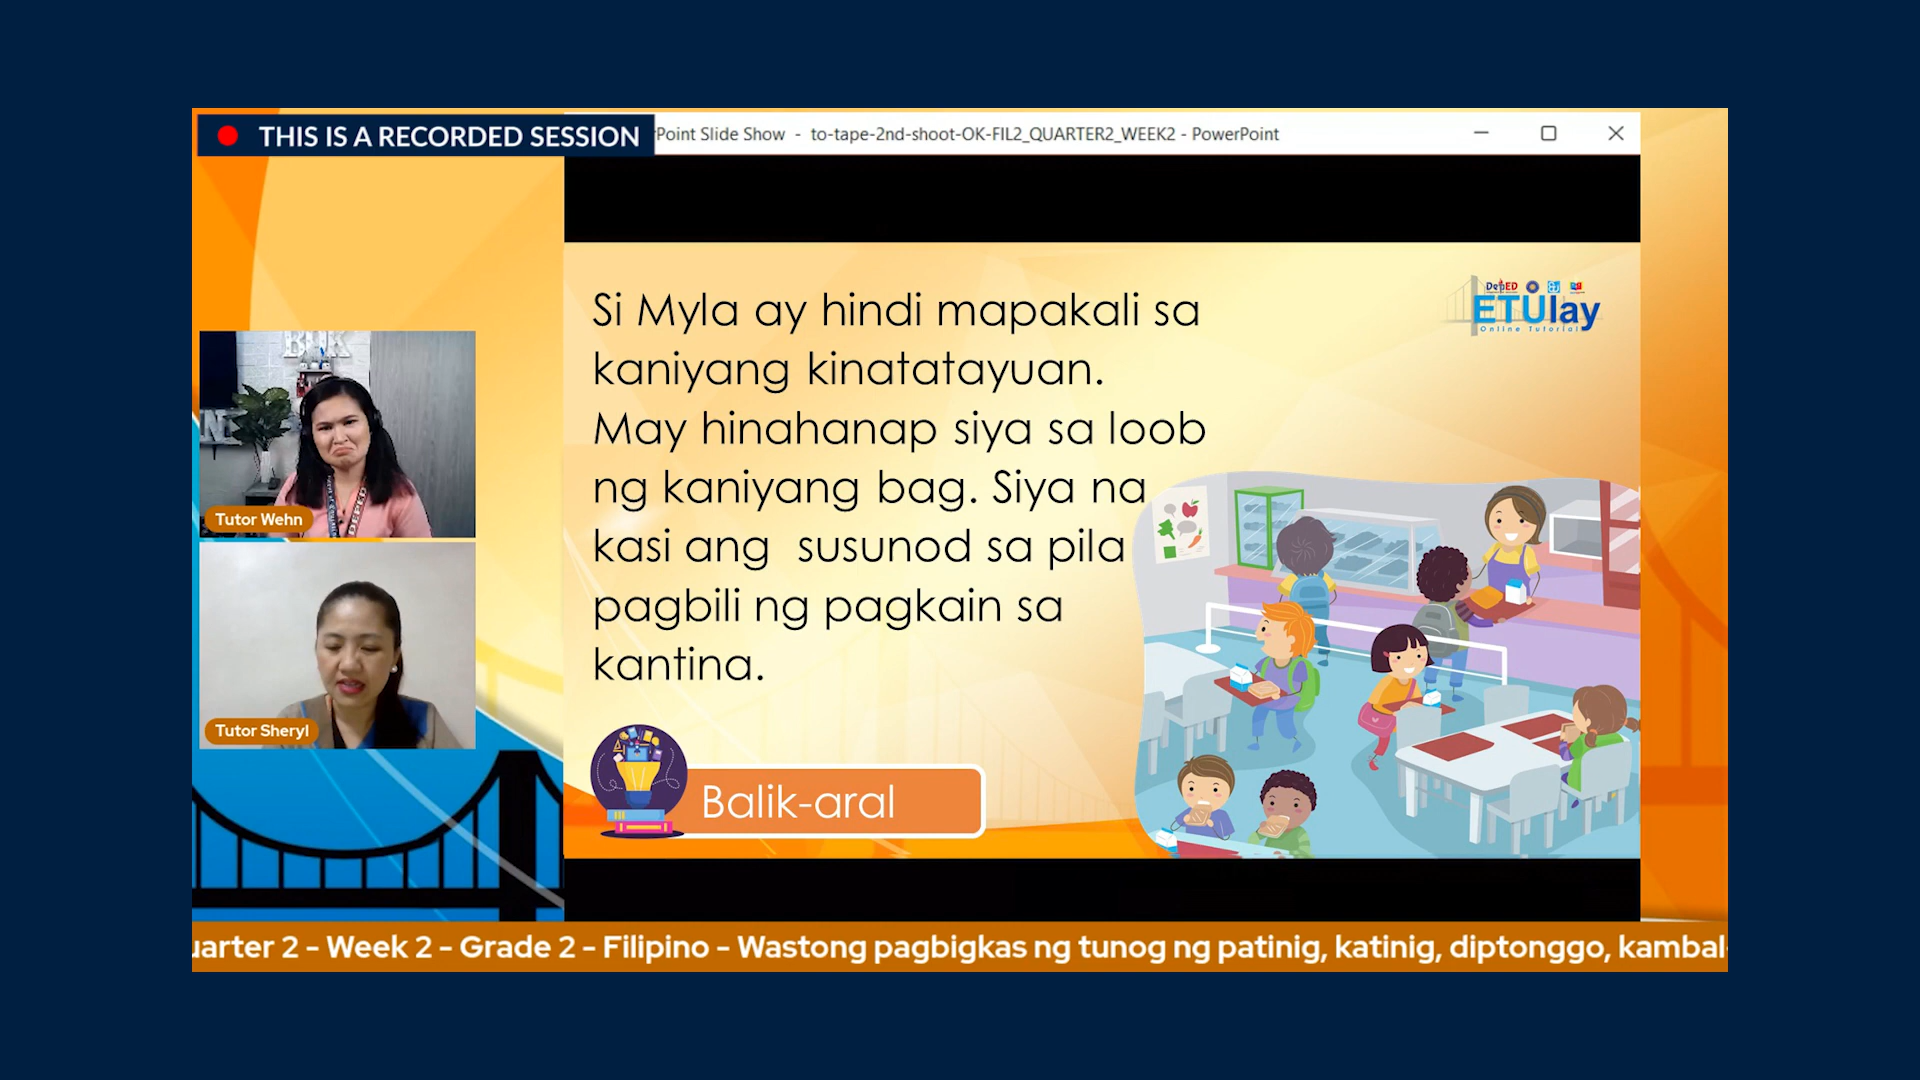 THIS IS A RECORDED SESSION
Point Slide Show - to-tape-2nd-shoot-OK-FIL2_QUARTER2_WEEK2 - PowerPoint
DepED
ETUlay
Online Tutorial
Si Myla ay hindi mapakali sa
kaniyang kinatatayuan.
May hinahanap siya sa loob
ng kaniyang bag. Siya na
kasi ang susunod sa pila
pagbili ng pagkain sa
kantina.
Tutor Wehn
Tutor Sheryl
Balik-aral
uarter 2 - Week 2 - Grade 2 - Filipino - Wastong pagbigkas ng tunog ng patinig, katinig, diptonggo, kambal-